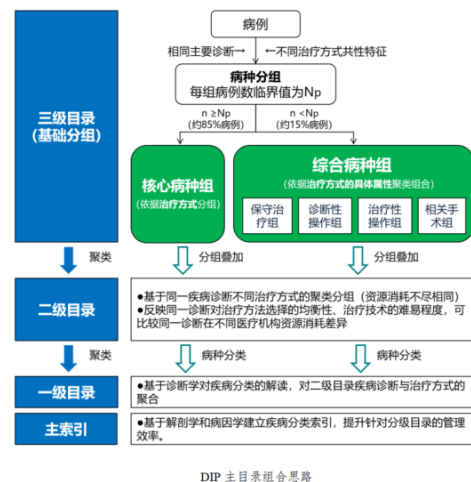 病例
相同主要诊断→
←不同治疗方式共性特征
病种分组
每组病例数临界值为Np
三级目录
(基础分组)
n ≥Np
(约85%病例)
n <Np
(约15%病例)
核心病种组
(依据治疗方式分组)
综合病种组
(依据治疗方式的具体属性聚类组合)
保守治
疗组
诊断性
操作组
治疗性
操作组
相关手
术组
聚类
分组叠加
分组叠加
二级目录
●基于同一疾病诊断不同治疗方式的聚类分组(资源消耗不尽相同)
●反映同一诊断对治疗方法选择的均衡性、治疗技术的难易程度,可
比较同一诊断在不同医疗机构资源消耗差异
聚类
病种分类
病种分类
一级目录
●基于诊断学对疾病分类的解读,对二级目录疾病诊断与治疗方式的
聚合
主索引
●基于解剖学和病因学建立疾病分类索引,提升针对分级目录的管理
效率。
DIP 主目录组合思路